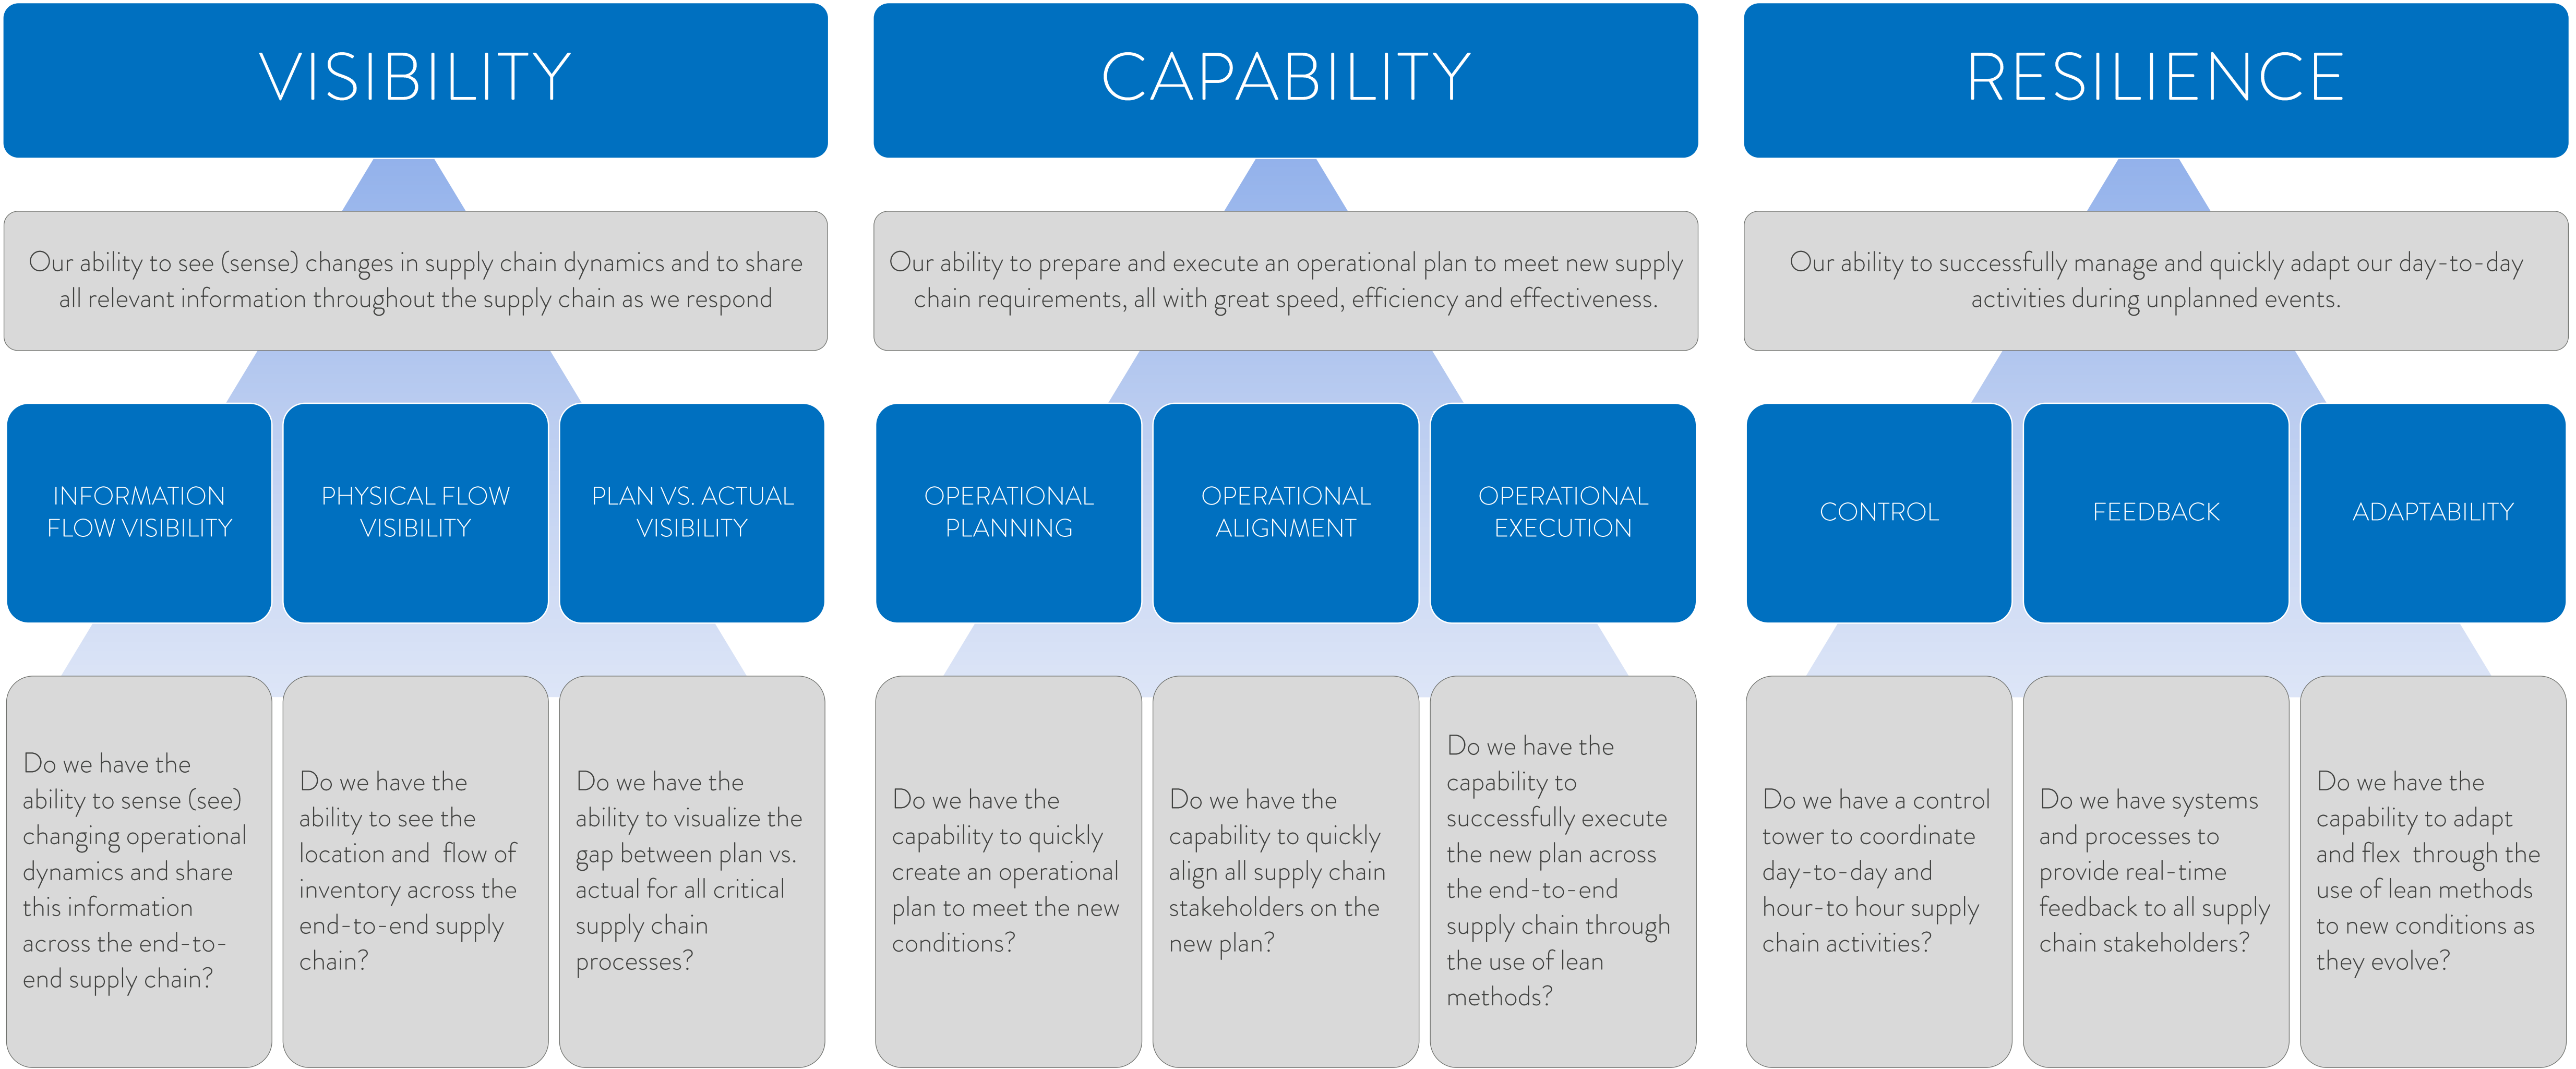 VISIBILITY
Our ability to see (sense) changes in supply chain dynamics and to share
all relevant information throughout the supply chain as we respond
INFORMATION
FLOW VISIBILITY
PHYSICAL FLOW
VISIBILITY
PLAN VS. ACTUAL
VISIBILITY
Do we have the
ability to sense (see)
changing operational
dynamics and share
this information
across the end-to-
end supply chain?
Do we have the
ability to see the
location and flow of
inventory across the
end-to-end supply
chain?
Do we have the
ability to visualize the
gap between plan vs.
actual for all critical
supply chain
processes?
CAPABILITY
Our ability to prepare and execute an operational plan to meet new supply
chain requirements, all with great speed, efficiency and effectiveness.
OPERATIONAL
PLANNING
OPERATIONAL
ALIGNMENT
OPERATIONAL
EXECUTION
Do we have the
capability to quickly
create an operational
plan to meet the new
conditions?
Do we have the
capability to quickly
align all supply chain
stakeholders on the
new plan?
Do we have the
capability to
successfully execute
the new plan across
the end-to-end
supply chain through
the use of lean
methods?
RESILIENCE
Our ability to successfully manage and quickly adapt our day-to-day
activities during unplanned events.
CONTROL
FEEDBACK
ADAPTABILITY
Do we have a control
tower to coordinate
day-to-day and
hour-to hour supply
chain activities?
Do we have systems
and processes to
provide real-time
feedback to all supply
chain stakeholders?
Do we have the
capability to adapt
and flex through the
use of lean methods
to new conditions as
they evolve?